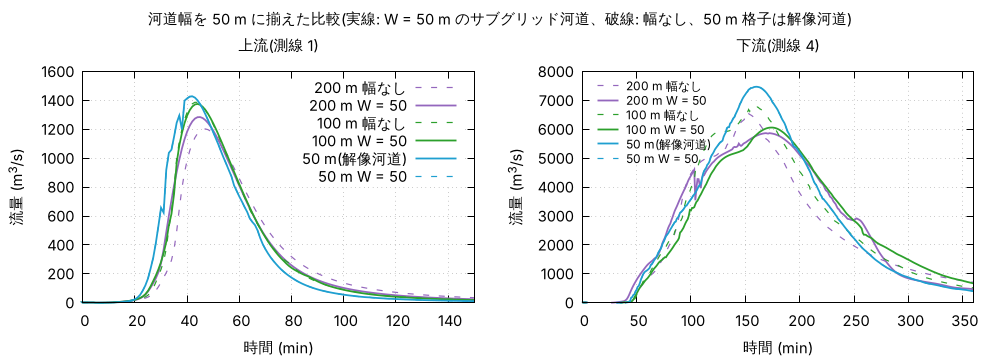 河道幅を 50 m に揃えた比較(実線: W = 50 m のサブグリッド河道、破線: 幅なし、50 m 格子は解像河道)
上流(測線 1)
流量 (m³/s)
1600
1400
1200
1000
800
600
400
200
0
200 m 幅なし
200 m W = 50
100 m 幅なし
100 m W = 50
50 m(解像河道)
50 m W = 50
0 20 40 60 80 100 120 140
時間 (min)
下流(測線 4)
流量 (m³/s)
8000
7000
6000
5000
4000
3000
2000
1000
0
200 m 幅なし
200 m W = 50
100 m 幅なし
100 m W = 50
50 m(解像河道)
50 m W = 50
0 50 100 150 200 250 300 350
時間 (min)